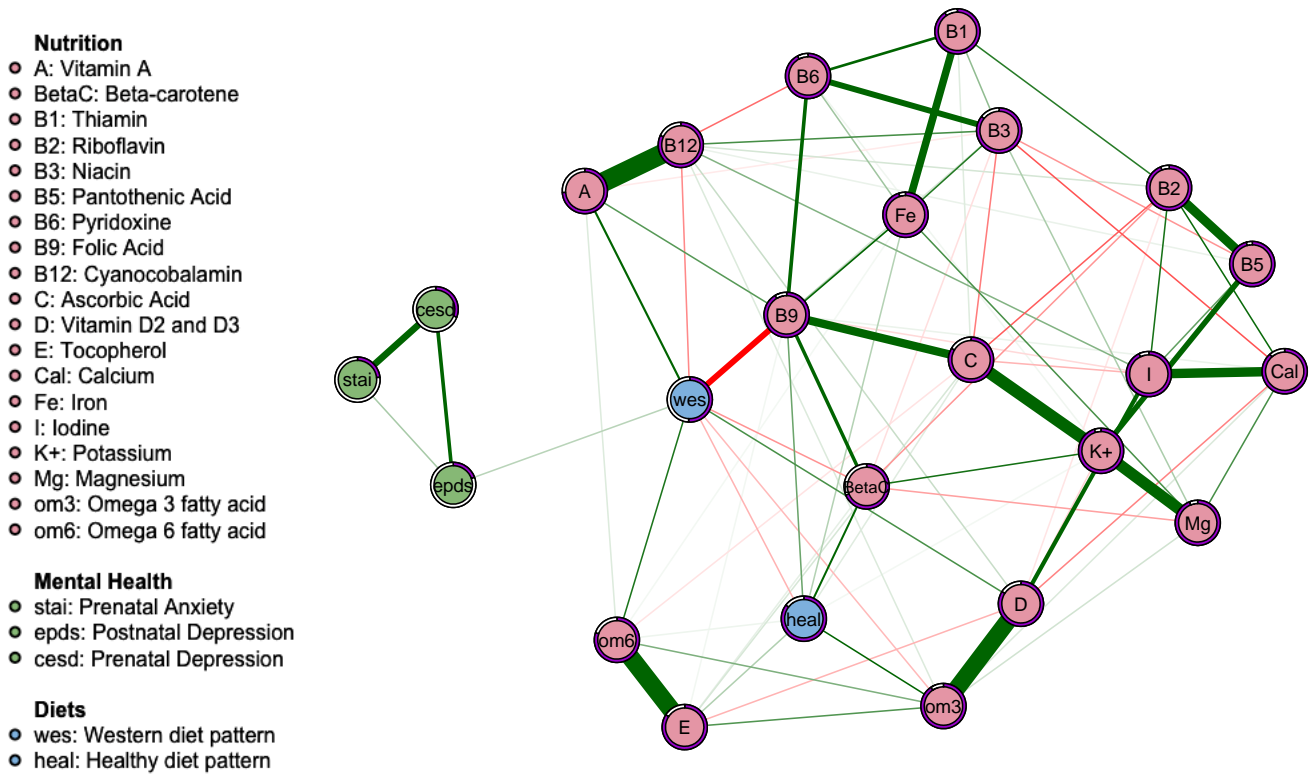 Nutrition
A: Vitamin A
BetaC: Beta-carotene
B1: Thiamin
B2: Riboflavin
B3: Niacin
B5: Pantothenic Acid
B6: Pyridoxine
B9: Folic Acid
B12: Cyanocobalamin
C: Ascorbic Acid
D: Vitamin D2 and D3
E: Tocopherol
Cal: Calcium
Fe: Iron
I: Iodine
K+: Potassium
Mg: Magnesium
om3: Omega 3 fatty acid
om6: Omega 6 fatty acid
Mental Health
stai: Prenatal Anxiety
epds: Postnatal Depression
cesd: Prenatal Depression
Diets
wes: Western diet pattern
heal: Healthy diet pattern
B1
B6
B3
B12
A
B2
Fe
B5
cesd
B9
C
I
Cal
stai
wes
K+
epds
BetaC
Mg
D
heal
om6
om3
E